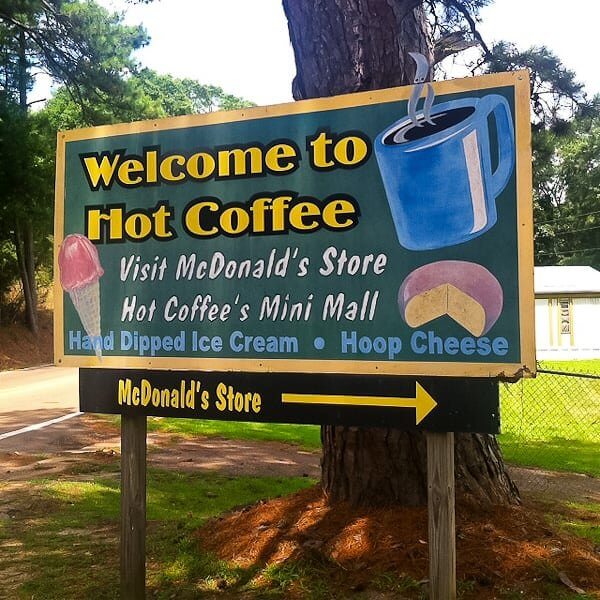 Welcome to
Hot Coffee
Visit McDonald's Store
Hot Coffee's Mini Mall
Hand Dipped Ice Cream • Hoop Cheese
McDonald's Store